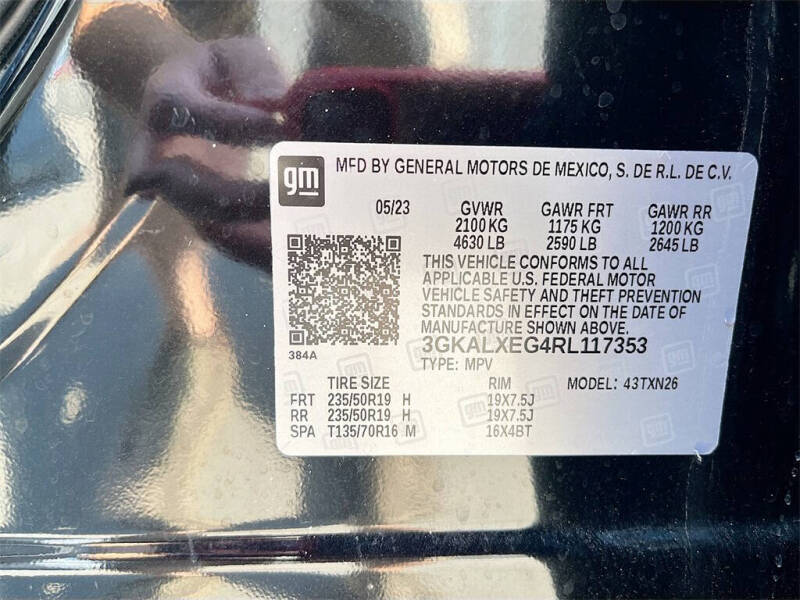 gm MFD BY GENERAL MOTORS DE MEXICO, S. DE R.L. DE C.V.
05/23 GVWR GAWR FRT GAWR RR
2100 KG 1175 KG 1200 KG
4630 LB 2590 LB 2645 LB
THIS VEHICLE CONFORMS TO ALL
APPLICABLE U.S. FEDERAL MOTOR
VEHICLE SAFETY AND THEFT PREVENTION
STANDARDS IN EFFECT ON THE DATE OF
MANUFACTURE SHOWN ABOVE.
384A
3GKALXEG4RL117353
TYPE: MPV
TIRE SIZE RIM MODEL: 43TXN26
FRT 235/50R19 H 19X7.5J
RR 235/50R19 H 19X7.5J
SPA T135/70R16 M 16X4BT